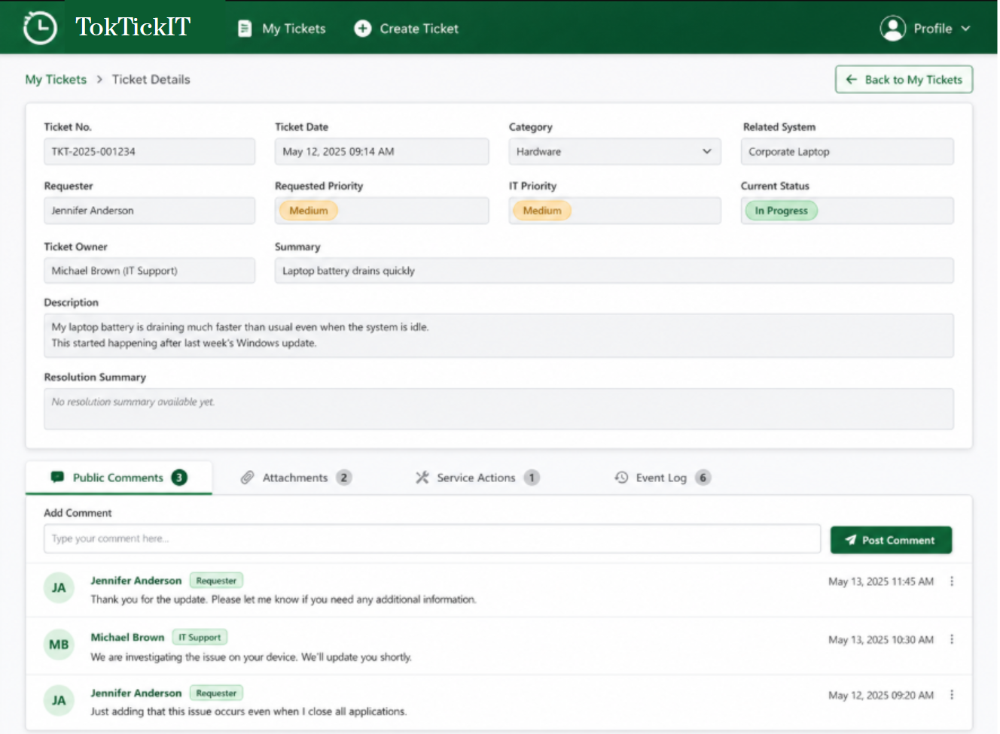 TokTickIT
My Tickets
Create Ticket
Profile
My Tickets > Ticket Details
Back to My Tickets
Ticket No.
TKT-2025-001234
Ticket Date
May 12, 2025 09:14 AM
Category
Hardware
Related System
Corporate Laptop
Requester
Jennifer Anderson
Requested Priority
Medium
IT Priority
Medium
Current Status
In Progress
Ticket Owner
Michael Brown (IT Support)
Summary
Laptop battery drains quickly
Description
My laptop battery is draining much faster than usual even when the system is idle.
This started happening after last week's Windows update.
Resolution Summary
No resolution summary available yet.
Public Comments 3
Attachments 2
Service Actions 1
Event Log 6
Add Comment
Type your comment here...
Post Comment
JA
Jennifer Anderson Requester
May 13, 2025 11:45 AM
Thank you for the update. Please let me know if you need any additional information.
MB
Michael Brown IT Support
May 13, 2025 10:30 AM
We are investigating the issue on your device. We'll update you shortly.
JA
Jennifer Anderson Requester
May 12, 2025 09:20 AM
Just adding that this issue occurs even when I close all applications.